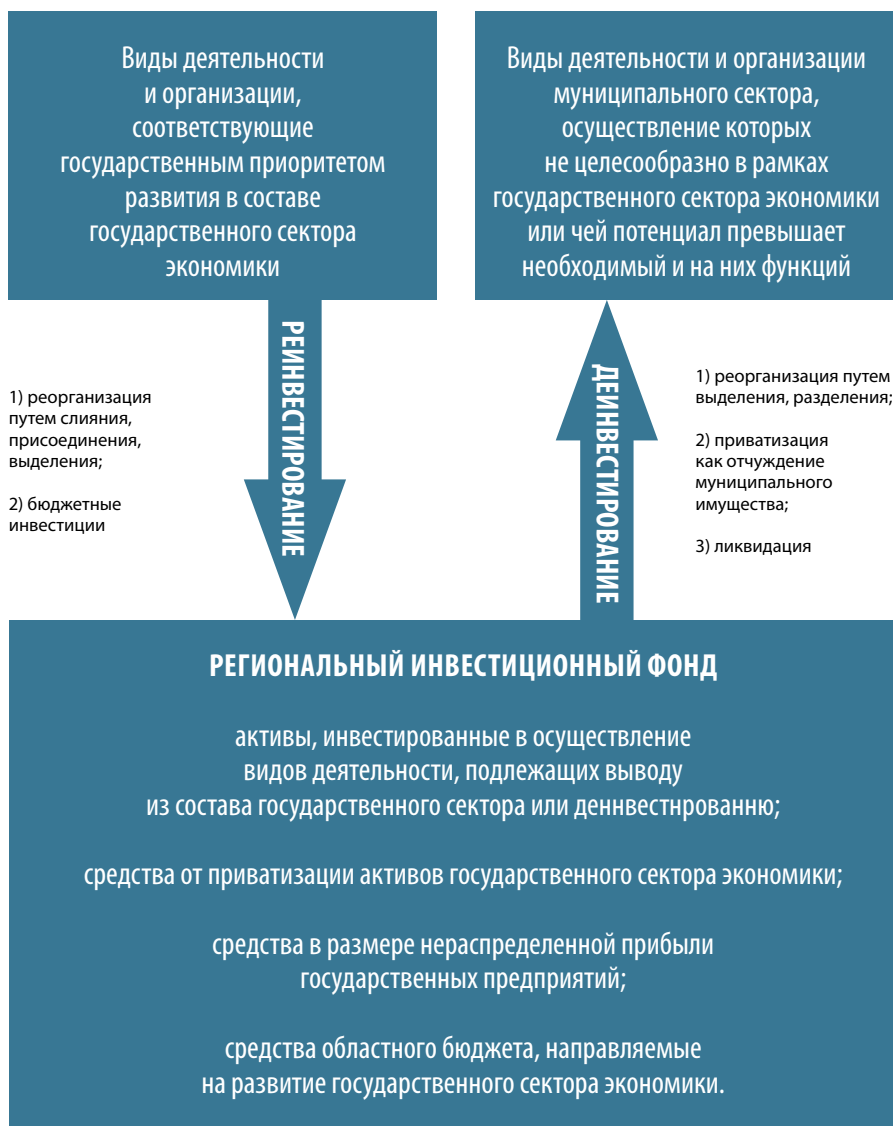 Виды деятельности
и организации,
соответствующие
государственным приоритетом
развития в составе
государственного сектора
экономики
Виды деятельности и организации
муниципального сектора,
осуществление которых
не целесообразно в рамках
государственного сектора экономики
или чей потенциал превышает
необходимый и на них функций
1) реорганизация
путем слияния,
присоединения,
выделения;
2) бюджетные
инвестиции
РЕИНВЕСТИРОВАНИЕ
ДЕИНВЕСТИРОВАНИЕ
1) реорганизация путем
выделения, разделения;
2) приватизация
как отчуждение
муниципального
имущества;
3) ликвидация
РЕГИОНАЛЬНЫЙ ИНВЕСТИЦИОННЫЙ ФОНД
активы, инвестированные в осуществление
видов деятельности, подлежащих выводу
из состава государственного сектора или деннвестнрованню;
средства от приватизации активов государственного сектора экономики;
средства в размере нераспределенной прибыли
государственных предприятий;
средства областного бюджета, направляемые
на развитие государственного сектора экономики.